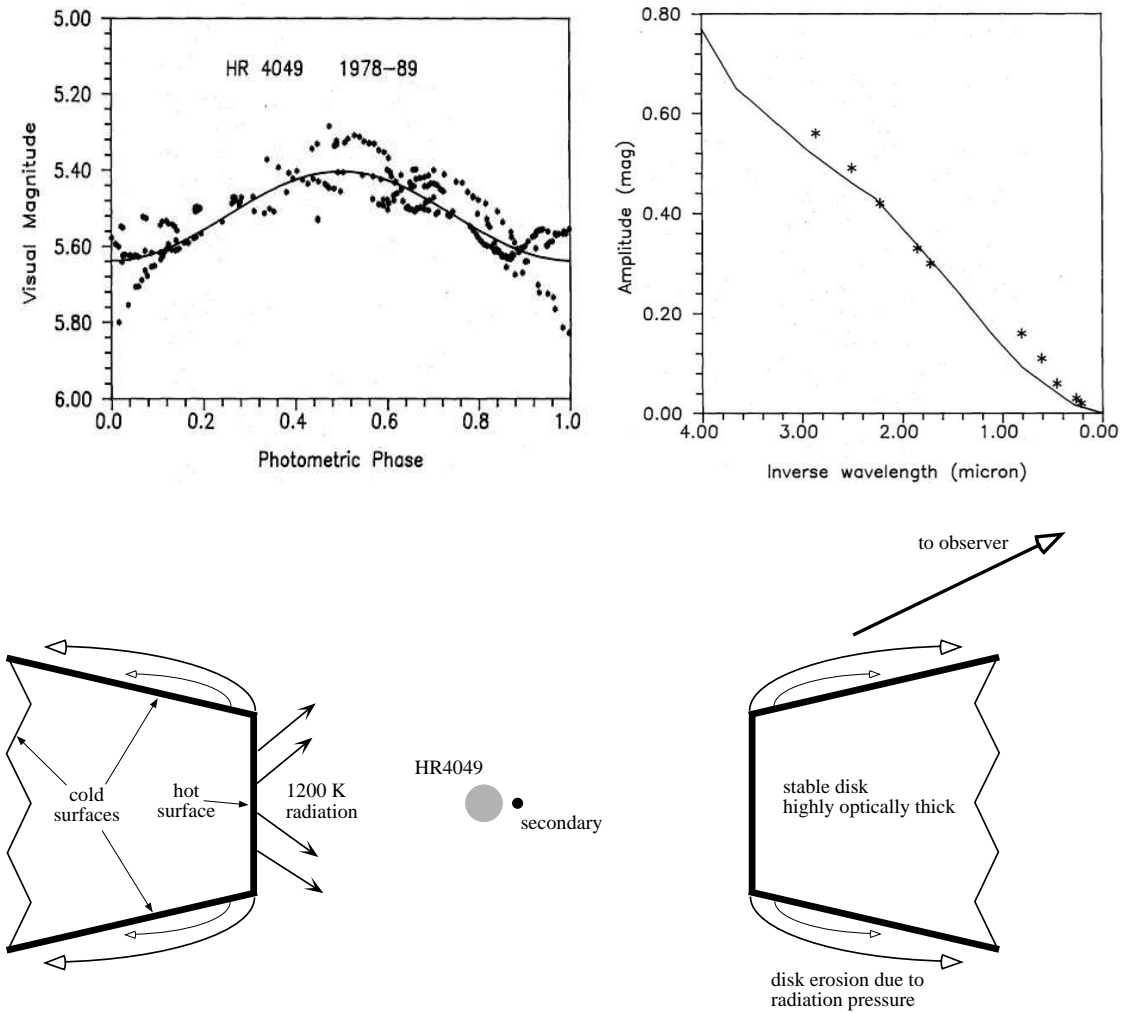 HR 4049 1978-89
Visual Magnitude
5.00
5.20
5.40
5.60
5.80
6.00
0.0 0.2 0.4 0.6 0.8 1.0
Photometric Phase
Amplitude (mag)
0.80
0.60
0.40
0.20
0.00
4.00 3.00 2.00 1.00 0.00
Inverse wavelength (micron)
to observer
cold
surfaces
hot
surface
1200 K
radiation
HR4049
secondary
stable disk
highly optically thick
disk erosion due to
radiation pressure